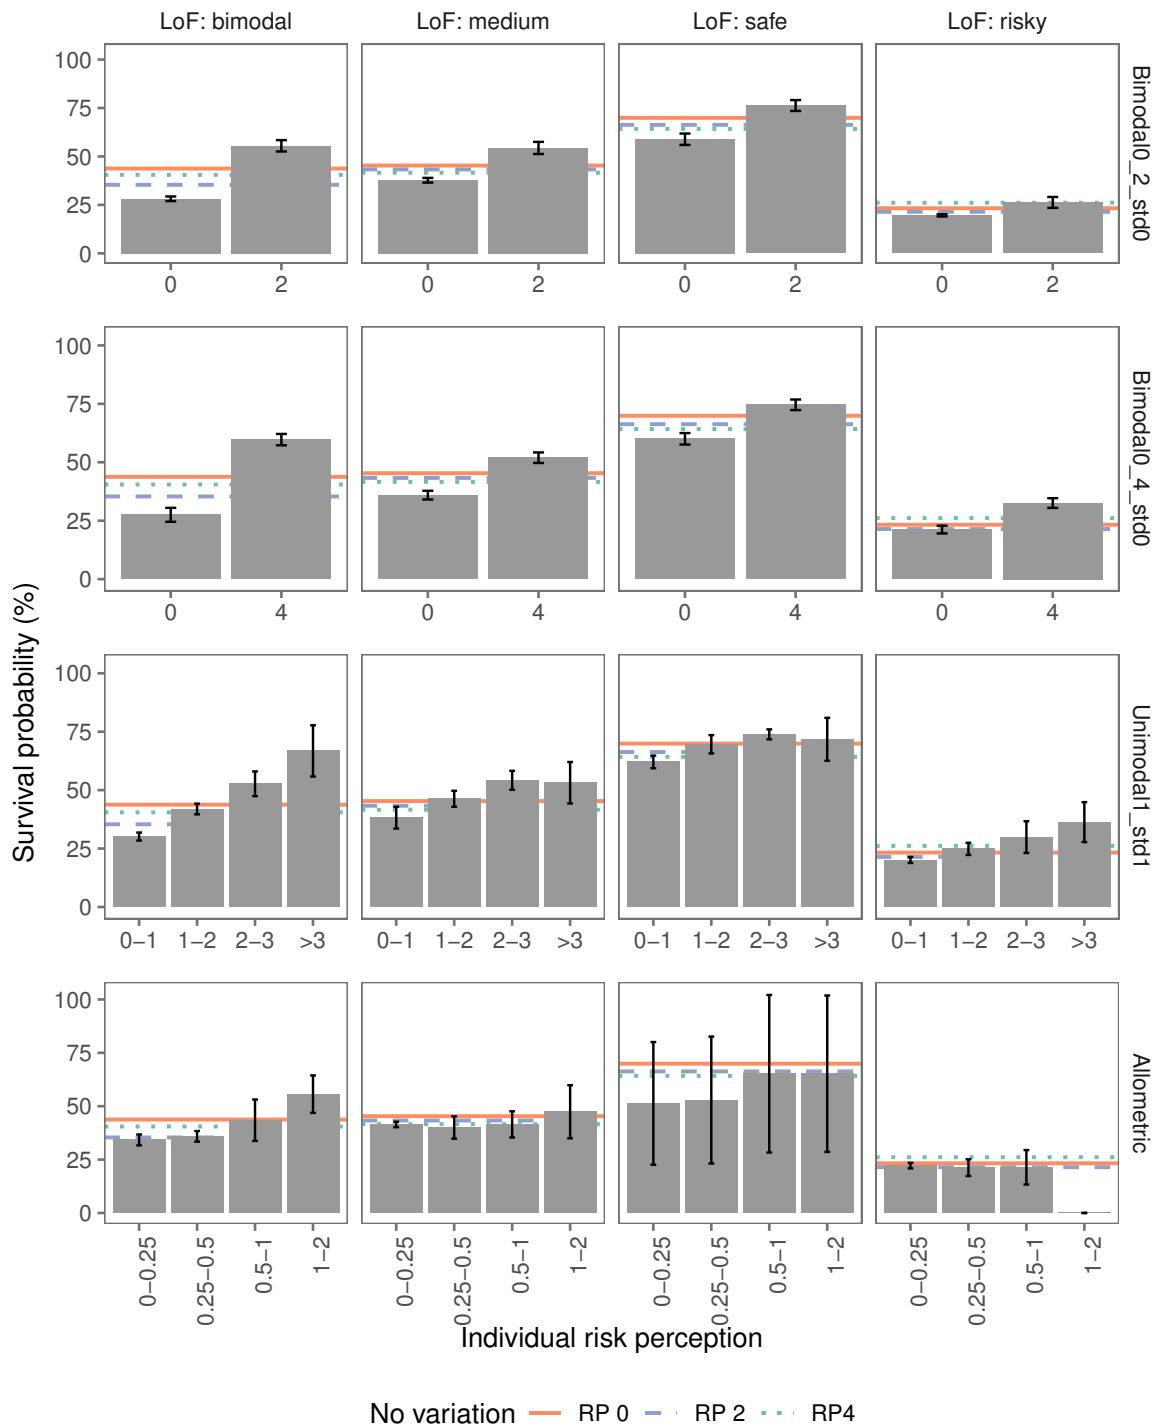 LoF: bimodal LoF: medium LoF: safe LoF: risky
100
75
50
25
0
Bimodal0_2_std0
0 2 0 2 0 2 0 2
100
75
50
25
0
Bimodal0_4_std0
0 4 0 4 0 4 0 4
Survival probability (%)
100
75
50
25
0
Unimodal1_std1
0−1 1−2 2−3 >3 0−1 1−2 2−3 >3 0−1 1−2 2−3 >3 0−1 1−2 2−3 >3
100
75
50
25
0
Allometric
0−0.25 0.25−0.5 0.5−1 1−2 0−0.25 0.25−0.5 0.5−1 1−2 0−0.25 0.25−0.5 0.5−1 1−2 0−0.25 0.25−0.5 0.5−1 1−2
Individual risk perception
No variation RP 0 RP 2 RP4